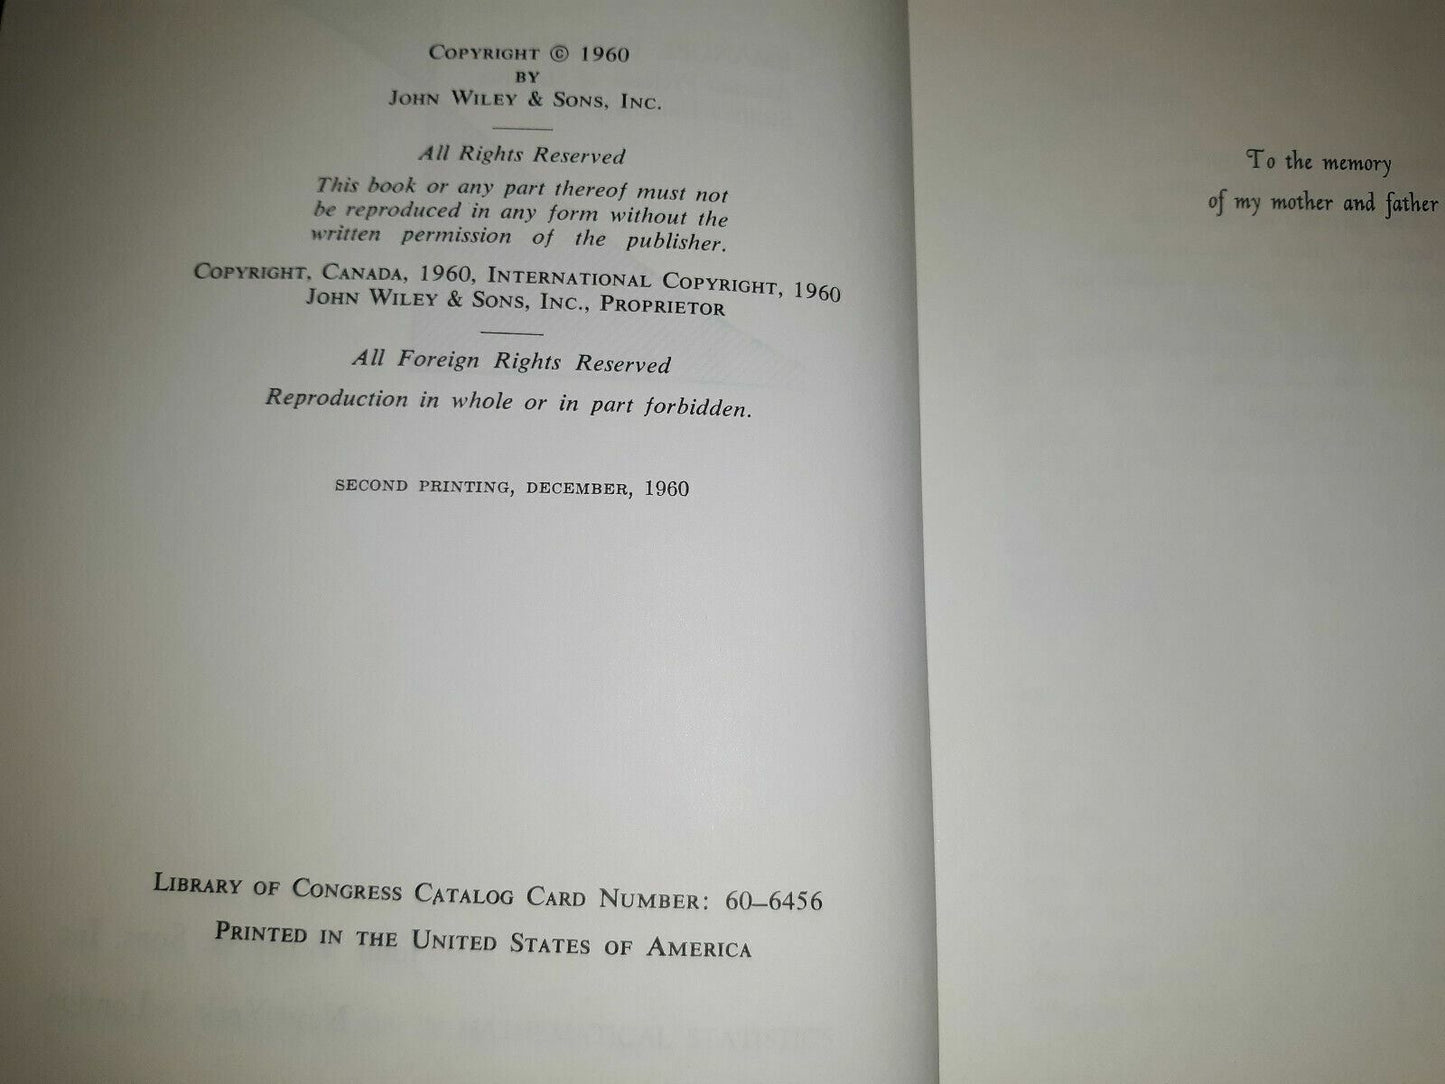 Copyright © 1960
by
John Wiley & Sons, Inc.
All Rights Reserved
This book or any part thereof must not
be reproduced in any form without the
written permission of the publisher.
Copyright, Canada, 1960, International Copyright, 1960
John Wiley & Sons, Inc., Proprietor
All Foreign Rights Reserved
Reproduction in whole or in part forbidden.
SECOND PRINTING, DECEMBER, 1960
Library of Congress Catalog Card Number: 60–6456
Printed in the United States of America
To the memory
of my mother and father